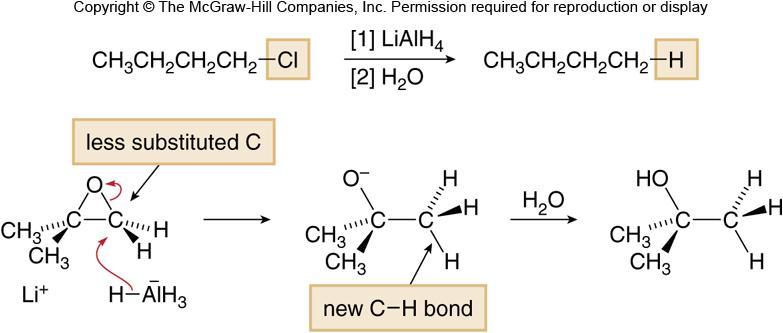 Copyright © The McGraw-Hill Companies, Inc. Permission required for reproduction or display
CH₃CH₂CH₂CH₂–Cl [1] LiAlH₄ [2] H₂O CH₃CH₂CH₂CH₂–H
less substituted C
O O⁻ H HO H
C C H H C C H H₂O C C H
CH₃ CH₃ H CH₃ CH₃ H CH₃ CH₃ H
Li⁺ H–ĀlH₃ new C–H bond